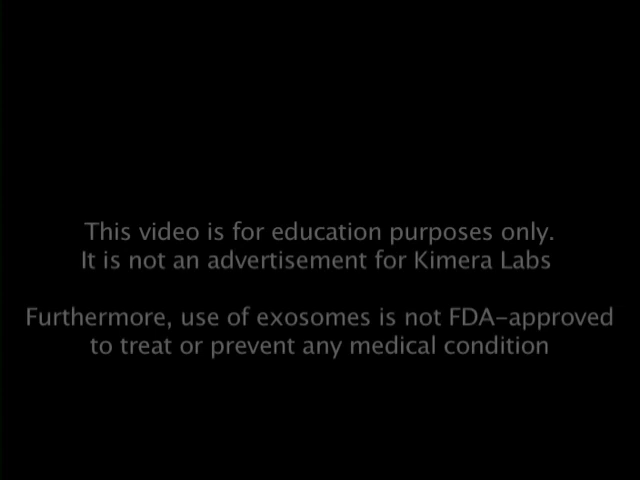 This video is for education purposes only.
It is not an advertisement for Kimera Labs
Furthermore, use of exosomes is not FDA-approved
to treat or prevent any medical condition